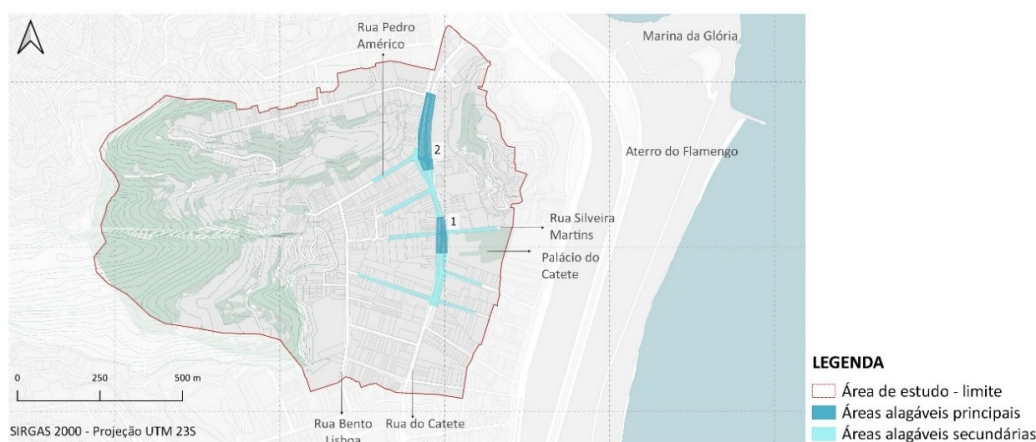 Rua Pedro
Américo
Marina da Glória
2
Aterro do Flamengo
1
Rua Silveira
Martins
Palácio do
Catete
0 250 500 m
Rua Bento
Lisboa
Rua do Catete
SIRGAS 2000 - Projeção UTM 23S
LEGENDA
Área de estudo - limite
Áreas alagáveis principais
Áreas alagáveis secundárias